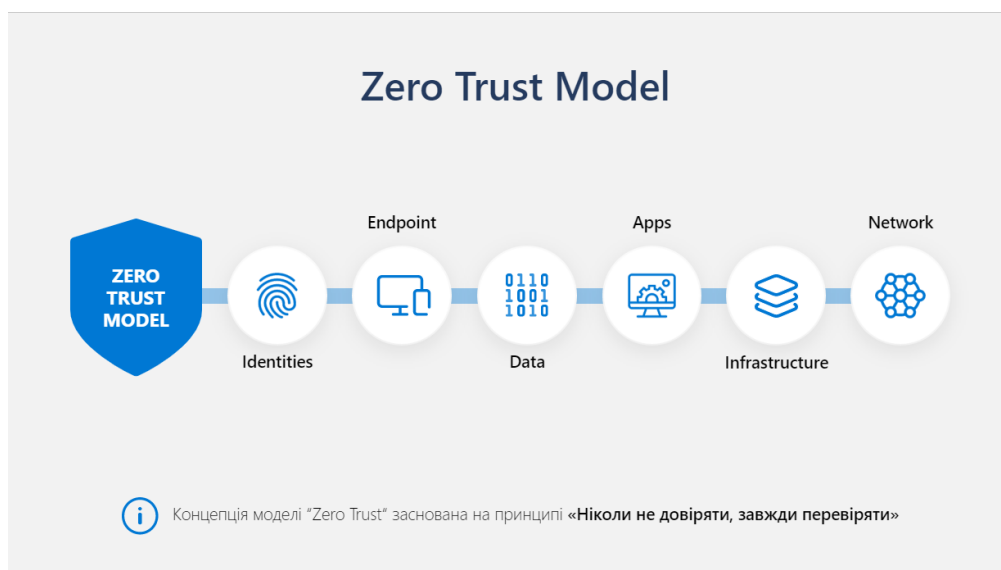 Zero Trust Model
Endpoint
Apps
Network
ZERO
TRUST
MODEL
0110
1001
1010
Identities
Data
Infrastructure
i
Концепція моделі “Zero Trust“ заснована на принципі «Ніколи не довіряти, завжди перевіряти»